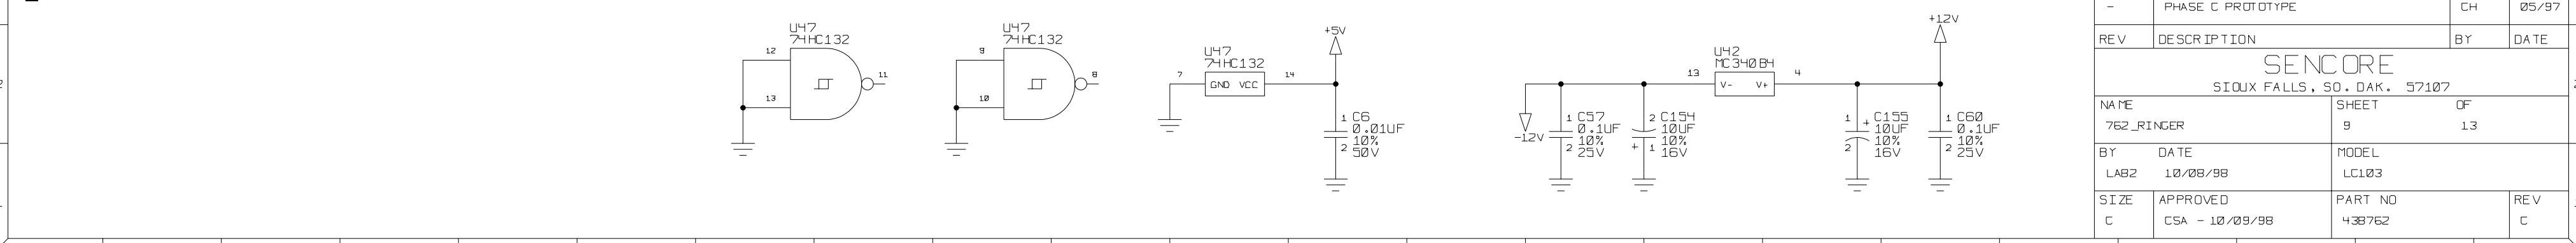 U47
74HC132
12
13
11
U47
74HC132
9
10
8
U47
74HC132
7
GND VCC
14
+5V
1 C6
0.01UF
10%
2 50V
-12V
1 C57
0.1UF
10%
2 25V
2 C154
10UF
10%
+ 1 16V
U42
MC34084
13
V- V+
4
1 + C155
10UF
10%
2 16V
+12V
1 C60
0.1UF
10%
2 25V
- PHASE C PROTOTYPE CH 05/97
REV DESCRIPTION BY DATE
SENCORE
SIOUX FALLS, SO. DAK. 57107
NAME SHEET OF
762_RINGER 9 13
BY DATE MODEL
LAB2 10/08/98 LC103
SIZE APPROVED PART NO REV
C CSA - 10/09/98 438762 C